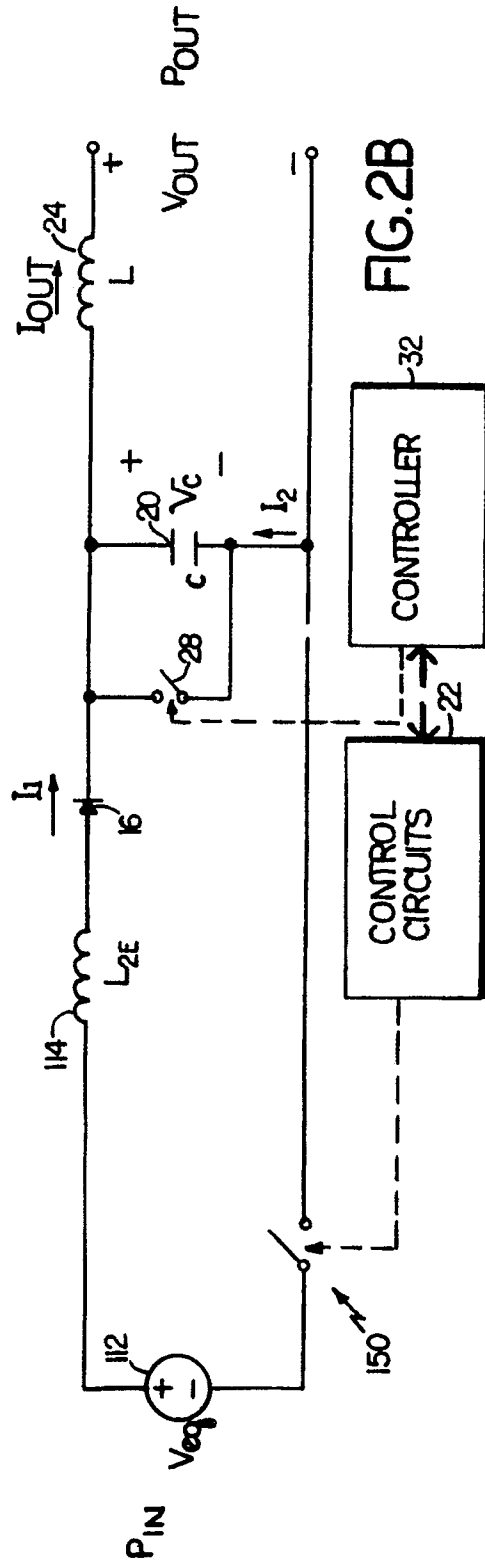 PIN
Veq
112
150
114
L2E
I1
16
28
20
C
+
VC
−
I2
IOUT
24
L
+
VOUT
−
POUT
+
−
CONTROL
CIRCUITS
22
CONTROLLER
32
FIG.2B